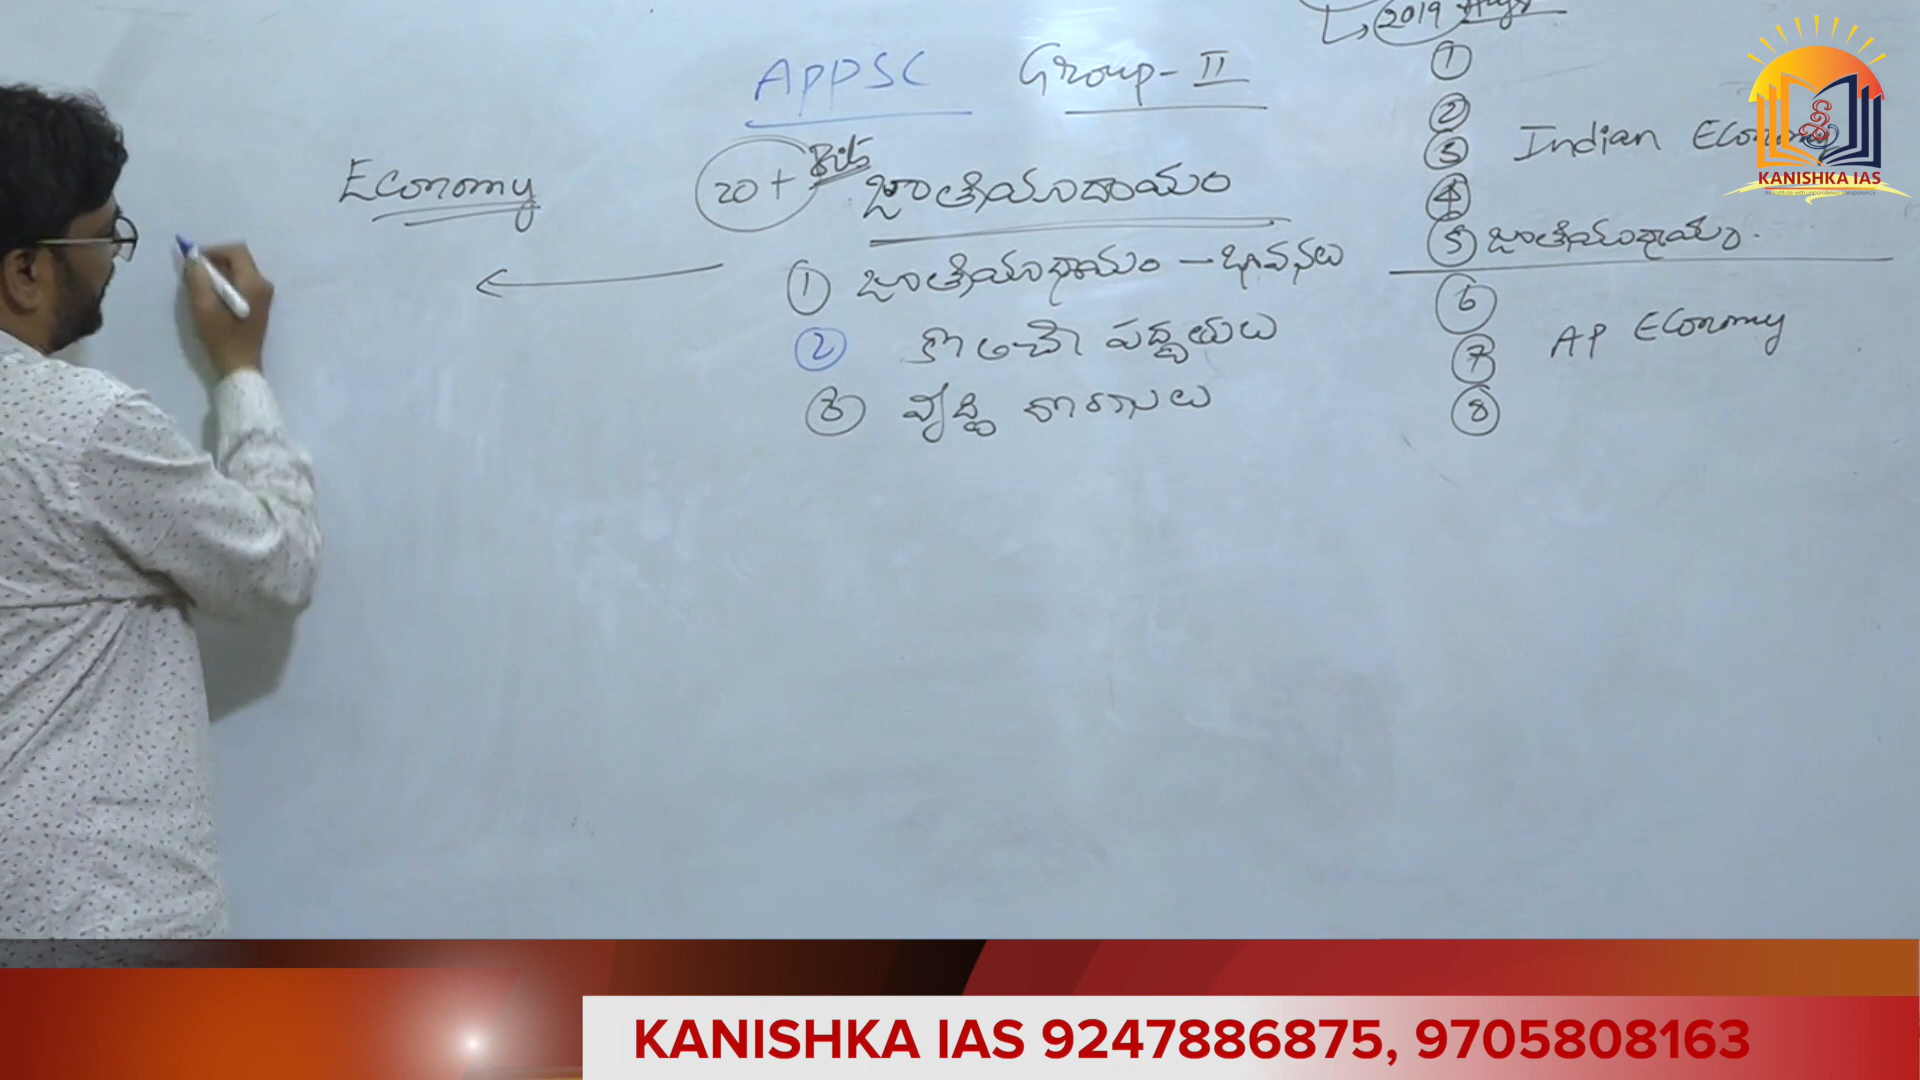 2019
APPSC Group-II
Economy
20+ Bits జాతీయాదాయం
① జాతీయాదాయం – భావనలు
② గణించే పద్ధతులు
③ వృద్ధి కారకాలు
①
②
③ Indian Economy
④
⑤ జాతీయాదాయం.
⑥
⑦ AP Economy
⑧
KANISHKA IAS
KANISHKA IAS 9247886875, 9705808163